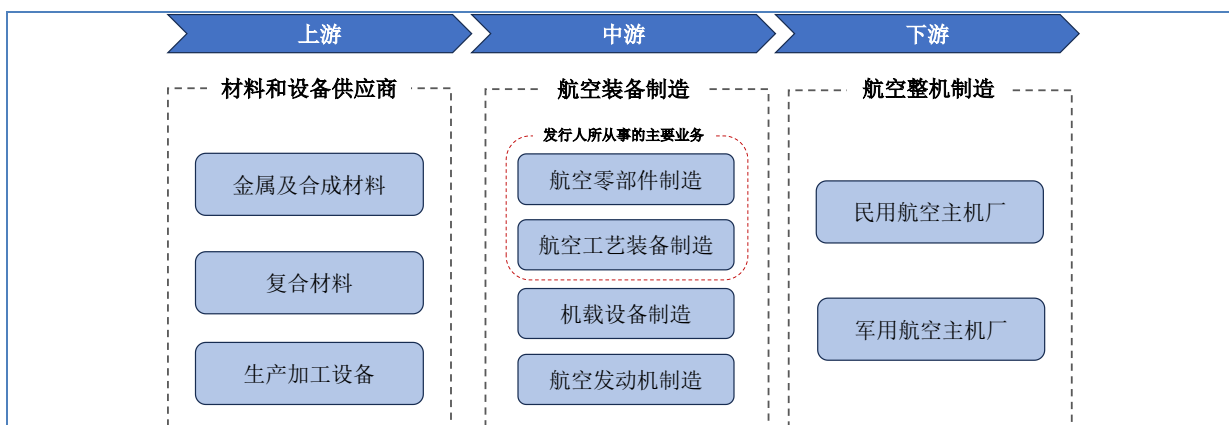 上游
中游
下游
材料和设备供应商
金属及合成材料
复合材料
生产加工设备
航空装备制造
发行人所从事的主要业务
航空零部件制造
航空工艺装备制造
机载设备制造
航空发动机制造
航空整机制造
民用航空主机厂
军用航空主机厂